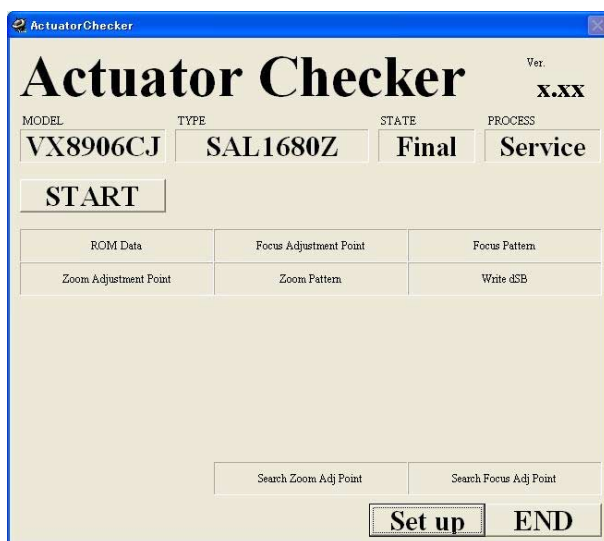 ActuatorChecker
Actuator Checker
Ver.
x.xx
MODEL TYPE STATE PROCESS
VX8906CJ SAL1680Z Final Service
START
ROM Data Focus Adjustment Point Focus Pattern
Zoom Adjustment Point Zoom Pattern Write dSB
Search Zoom Adj Point Search Focus Adj Point
Set up END